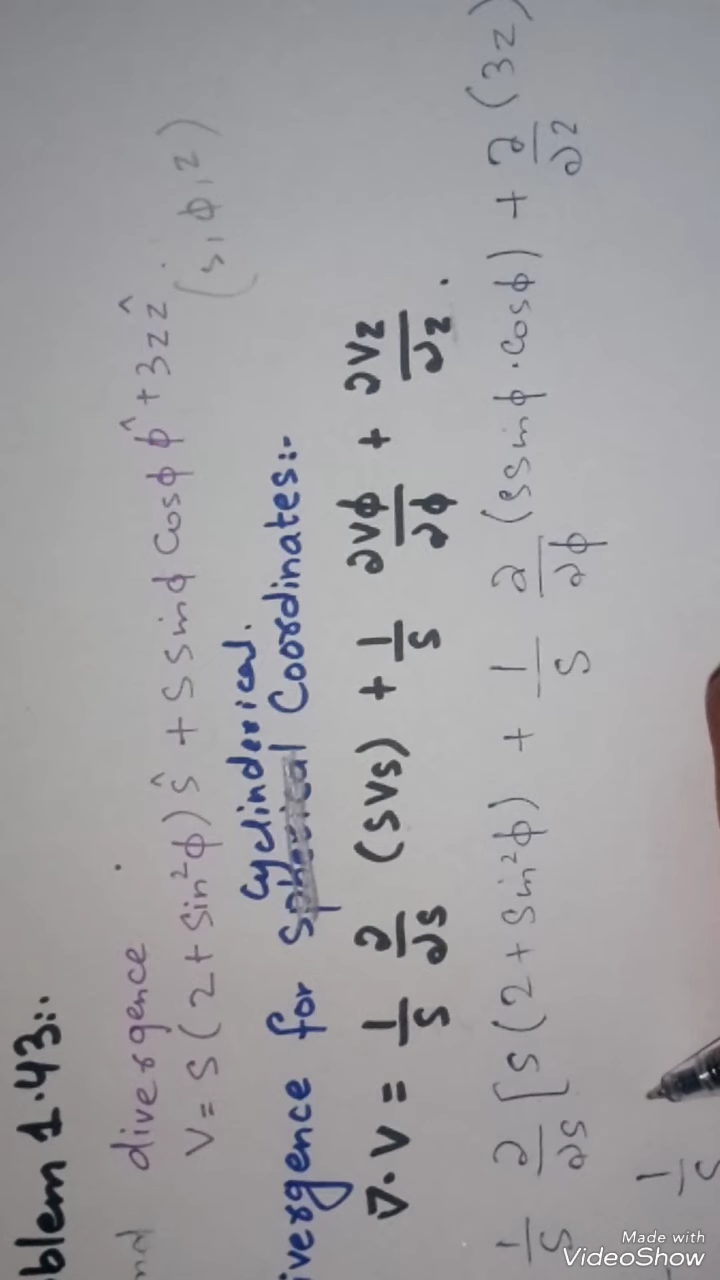 blem 1.43:-
nd divergence
V = s(2 + sin²φ)ŝ + s sinφ cosφ φ̂ + 3z ẑ
(s, φ, z)
Cyclinderical.
ivergence for Spherical Coordinates:-
∇·V = 1/s ∂/∂s (sVs) + 1/s ∂Vφ/∂φ + ∂Vz/∂z.
1/s ∂/∂s [s(2 + sin²φ) + 1/s ∂/∂φ (s sinφ·cosφ) + ∂/∂z (3z)
1/s
Made with
VideoShow